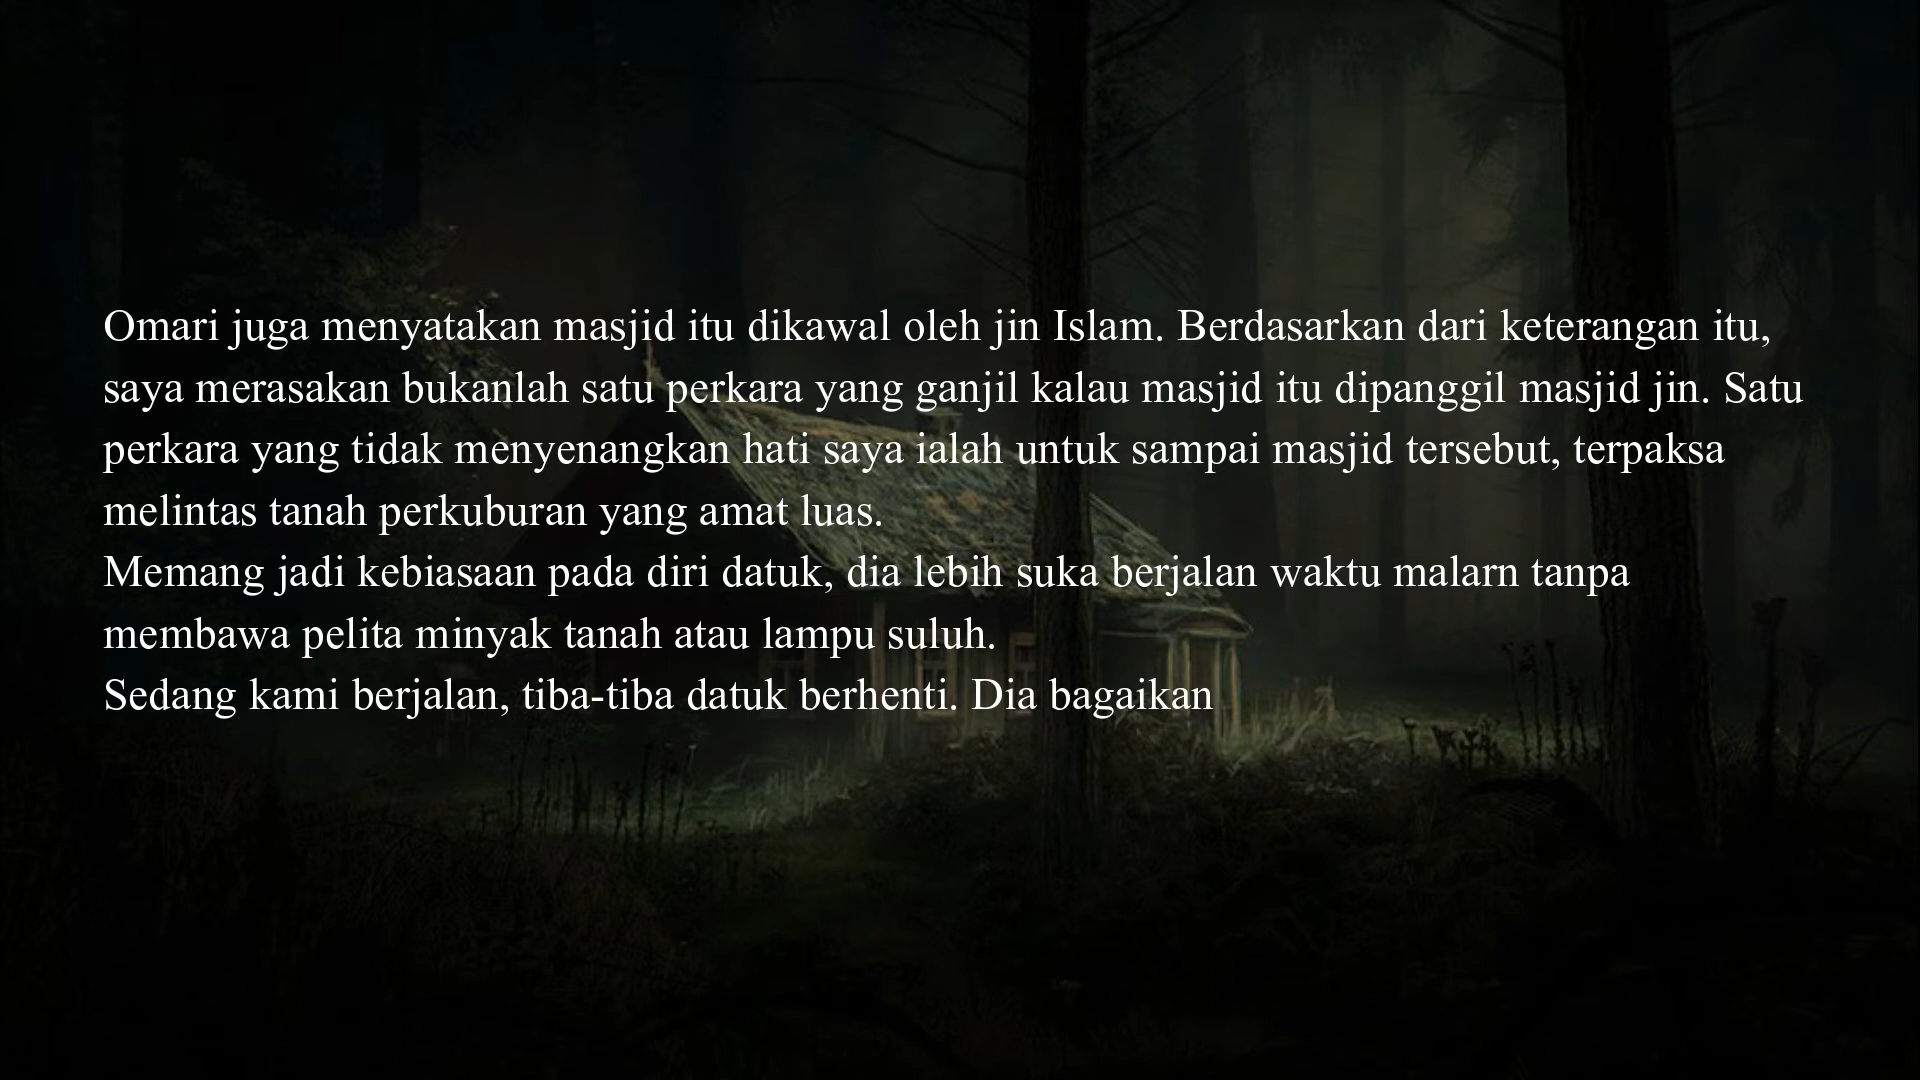 Omari juga menyatakan masjid itu dikawal oleh jin Islam. Berdasarkan dari keterangan itu,
saya merasakan bukanlah satu perkara yang ganjil kalau masjid itu dipanggil masjid jin. Satu
perkara yang tidak menyenangkan hati saya ialah untuk sampai masjid tersebut, terpaksa
melintas tanah perkuburan yang amat luas.
Memang jadi kebiasaan pada diri datuk, dia lebih suka berjalan waktu malarn tanpa
membawa pelita minyak tanah atau lampu suluh.
Sedang kami berjalan, tiba-tiba datuk berhenti. Dia bagaikan